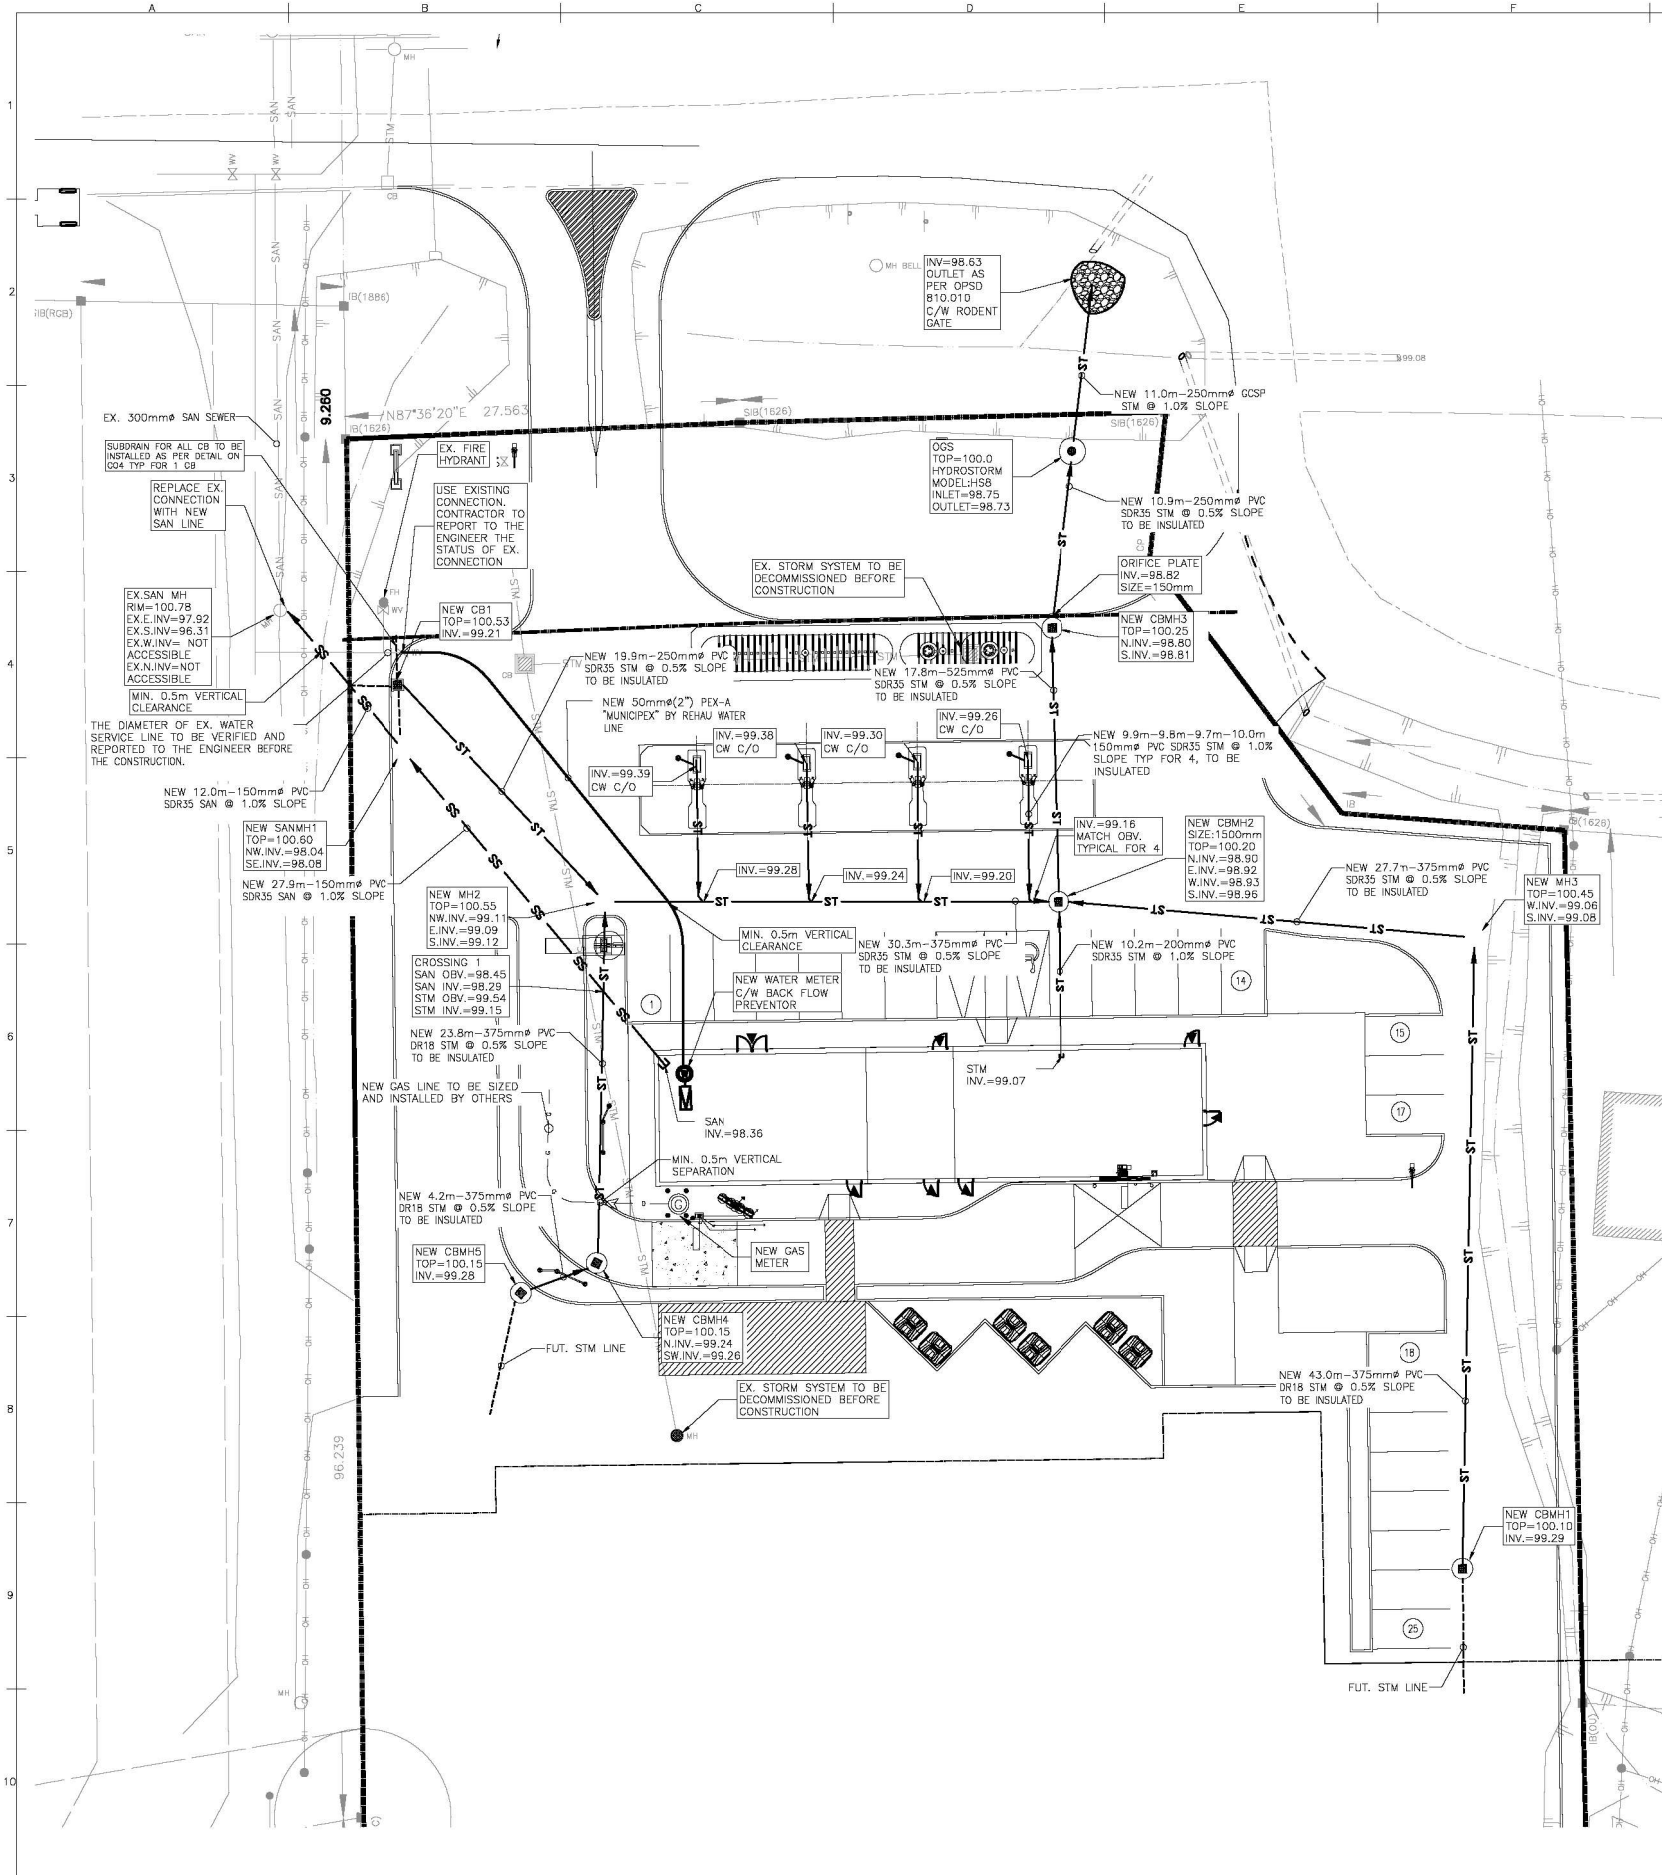 A
B
C
D
E
F
1
2
3
4
5
6
7
8
9
10
MH
SAN
SAN
SAN
SAN
SAN
SAN
STM
WV
WV
CB
IB(1886)
MH BELL
INV=98.63
OUTLET AS
PER OPSD
810.010
C/W RODENT
GATE
99.08
9.260
N87°36'20"E 27.563
IB(1626)
SIB(1626)
SIB(1626)
NEW 11.0m-250mmø GCSP
STM @ 1.0% SLOPE
EX. 300mmø SAN SEWER
SUBDRAIN FOR ALL CB TO BE
INSTALLED AS PER DETAIL ON
C04 TYP FOR 1 CB
EX. FIRE
HYDRANT
REPLACE EX.
CONNECTION
WITH NEW
SAN LINE
USE EXISTING
CONNECTION.
CONTRACTOR TO
REPORT TO THE
ENGINEER THE
STATUS OF EX.
CONNECTION
OGS
TOP=100.0
HYDROSTORM
MODEL:HS8
INLET=98.75
OUTLET=98.73
NEW 10.9m-250mmø PVC
SDR35 STM @ 0.5% SLOPE
TO BE INSULATED
EX. STORM SYSTEM TO BE
DECOMMISSIONED BEFORE
CONSTRUCTION
CP
ORIFICE PLATE
INV.=98.82
SIZE=150mm
EX.SAN MH
RIM=100.78
EX.E.INV=97.92
EX.S.INV=96.31
EX.W.INV= NOT
ACCESSIBLE
EX.N.INV=NOT
ACCESSIBLE
FH
WV
NEW CB1
TOP=100.53
INV.=99.21
NEW CBMH3
TOP=100.25
N.INV.=98.80
S.INV.=98.81
MIN. 0.5m VERTICAL
CLEARANCE
CB
STM
NEW 19.9m-250mmø PVC
SDR35 STM @ 0.5% SLOPE
TO BE INSULATED
NEW 17.8m-525mmø PVC
SDR35 STM @ 0.5% SLOPE
TO BE INSULATED
THE DIAMETER OF EX. WATER
SERVICE LINE TO BE VERIFIED AND
REPORTED TO THE ENGINEER BEFORE
THE CONSTRUCTION.
NEW 50mmø(2") PEX-A
"MUNICIPEX" BY REHAU WATER
LINE
INV.=99.38
CW C/O
INV.=99.30
CW C/O
INV.=99.26
CW C/O
NEW 9.9m-9.8m-9.7m-10.0m
150mmø PVC SDR35 STM @ 1.0%
SLOPE TYP FOR 4, TO BE
INSULATED
INV.=99.39
CW C/O
NEW 12.0m-150mmø PVC
SDR35 SAN @ 1.0% SLOPE
IB
IB(1626)
NEW SANMH1
TOP=100.60
NW.INV.=98.04
SE.INV.=98.08
INV.=99.16
MATCH OBV.
TYPICAL FOR 4
NEW CBMH2
SIZE:1500mm
TOP=100.20
N.INV.=98.90
E.INV.=98.92
W.INV.=98.93
S.INV.=98.96
NEW 27.7m-375mmø PVC
SDR35 STM @ 0.5% SLOPE
TO BE INSULATED
NEW MH3
TOP=100.45
W.INV.=99.06
S.INV.=99.08
INV.=99.28
INV.=99.24
INV.=99.20
NEW 27.9m-150mmø PVC
SDR35 SAN @ 1.0% SLOPE
NEW MH2
TOP=100.55
NW.INV.=99.11
E.INV.=99.09
S.INV.=99.12
ST
ST
ST
SS
SS
MIN. 0.5m VERTICAL
CLEARANCE
NEW 30.3m-375mmø PVC
SDR35 STM @ 0.5% SLOPE
TO BE INSULATED
NEW 10.2m-200mmø PVC
SDR35 STM @ 1.0% SLOPE
CROSSING 1
SAN OBV.=98.45
SAN INV.=98.29
STM OBV.=99.54
STM INV.=99.15
NEW WATER METER
C/W BACK FLOW
PREVENTOR
1
14
15
NEW 23.8m-375mmø PVC
DR18 STM @ 0.5% SLOPE
TO BE INSULATED
STM
INV.=99.07
NEW GAS LINE TO BE SIZED
AND INSTALLED BY OTHERS
17
SAN
INV.=98.36
MIN. 0.5m VERTICAL
SEPARATION
NEW 4.2m-375mmø PVC
DR18 STM @ 0.5% SLOPE
TO BE INSULATED
G
NEW CBMH5
TOP=100.15
INV.=99.28
NEW GAS
METER
NEW CBMH4
TOP=100.15
N.INV.=99.24
SW.INV.=99.26
FUT. STM LINE
18
NEW 43.0m-375mmø PVC
DR18 STM @ 0.5% SLOPE
TO BE INSULATED
EX. STORM SYSTEM TO BE
DECOMMISSIONED BEFORE
CONSTRUCTION
MH
96.239
NEW CBMH1
TOP=100.10
INV.=99.29
25
FUT. STM LINE
MH
IB(OU)